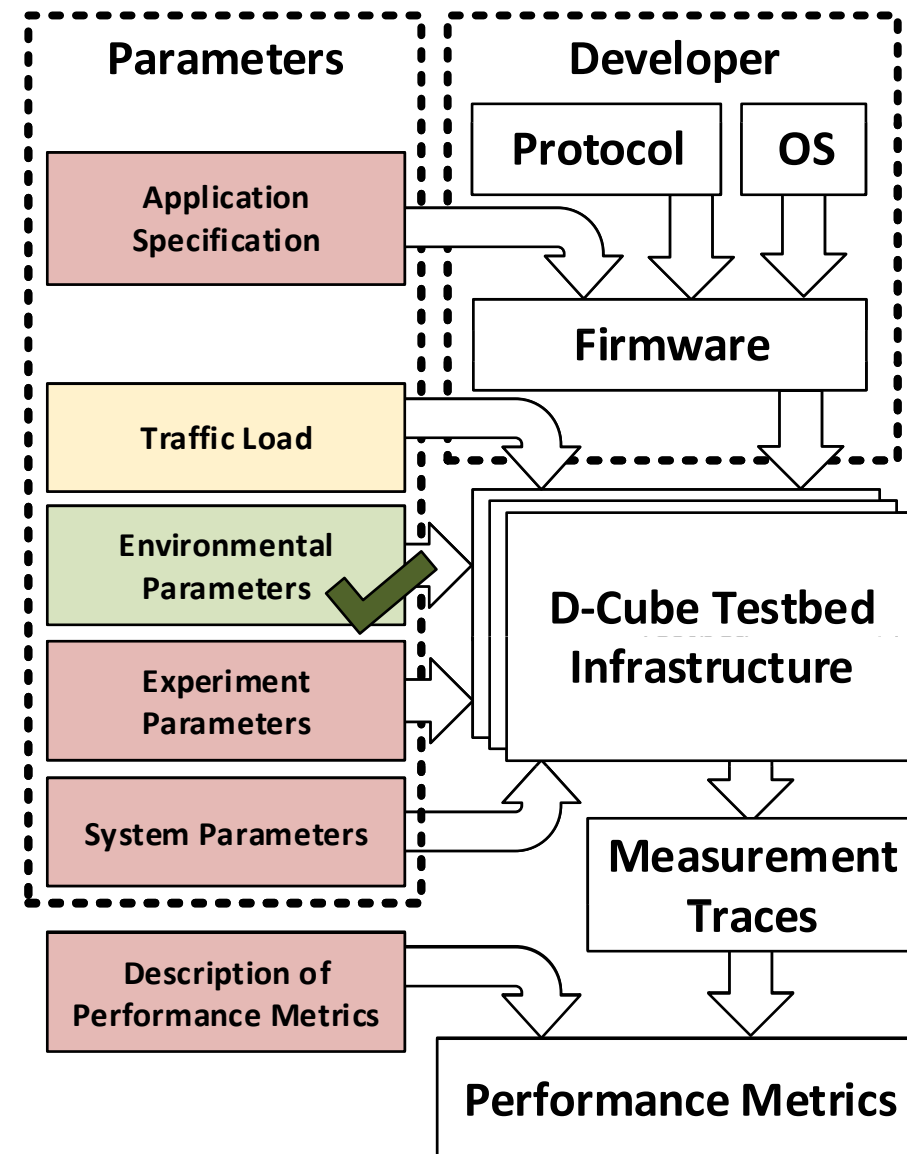 Parameters
Application
Specification
Traffic Load
Environmental
Parameters
Experiment
Parameters
System Parameters
Description of
Performance Metrics
Developer
Protocol
OS
Firmware
D-Cube Testbed
Infrastructure
Measurement
Traces
Performance Metrics